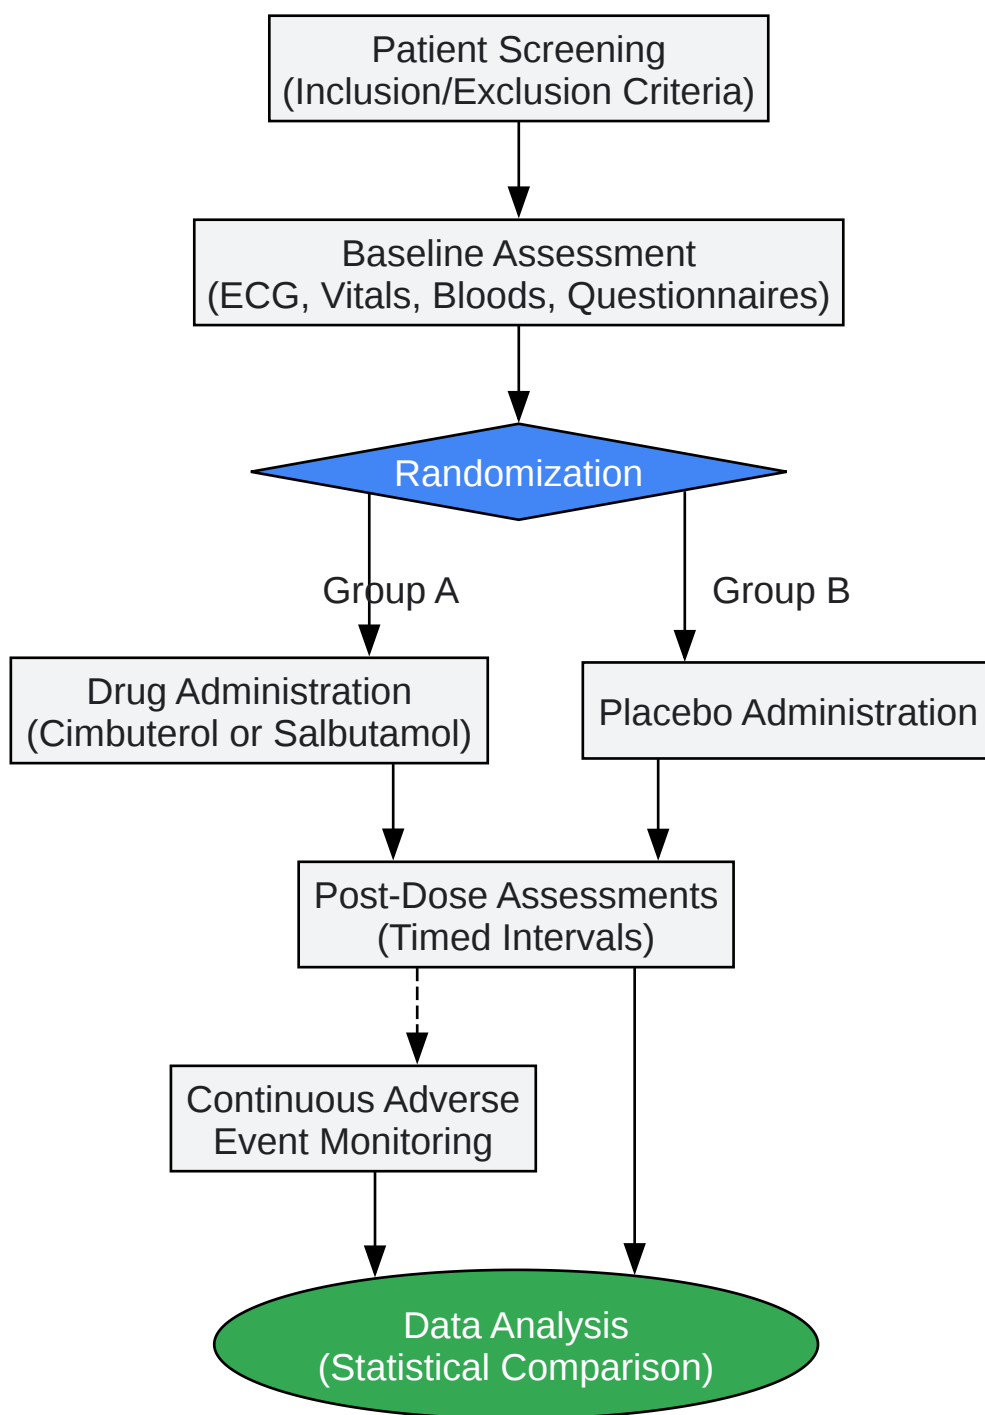 Patient Screening
(Inclusion/Exclusion Criteria)
Baseline Assessment
(ECG, Vitals, Bloods, Questionnaires)
Randomization
Group A
Group B
Drug Administration
(Cimbuterol or Salbutamol)
Placebo Administration
Post-Dose Assessments
(Timed Intervals)
Continuous Adverse
Event Monitoring
Data Analysis
(Statistical Comparison)